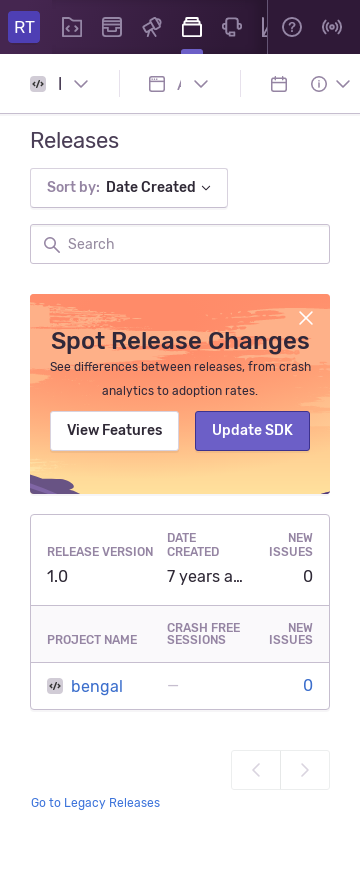 RT
Releases
Sort by: Date Created
Search
Spot Release Changes
See differences between releases, from crash
analytics to adoption rates.
View Features
Update SDK
RELEASE VERSION
DATE
CREATED
NEW
ISSUES
1.0
7 years a...
0
PROJECT NAME
CRASH FREE
SESSIONS
NEW
ISSUES
bengal
—
0
Go to Legacy Releases